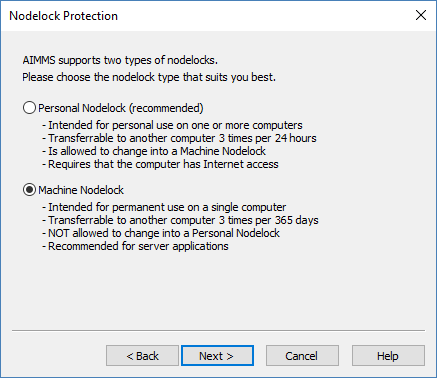 Nodelock Protection
AIMMS supports two types of nodelocks.
Please choose the nodelock type that suits you best.
Personal Nodelock (recommended)
- Intended for personal use on one or more computers
- Transferrable to another computer 3 times per 24 hours
- Is allowed to change into a Machine Nodelock
- Requires that the computer has Internet access
Machine Nodelock
- Intended for permanent use on a single computer
- Transferrable to another computer 3 times per 365 days
- NOT allowed to change into a Personal Nodelock
- Recommended for server applications
< Back Next > Cancel Help